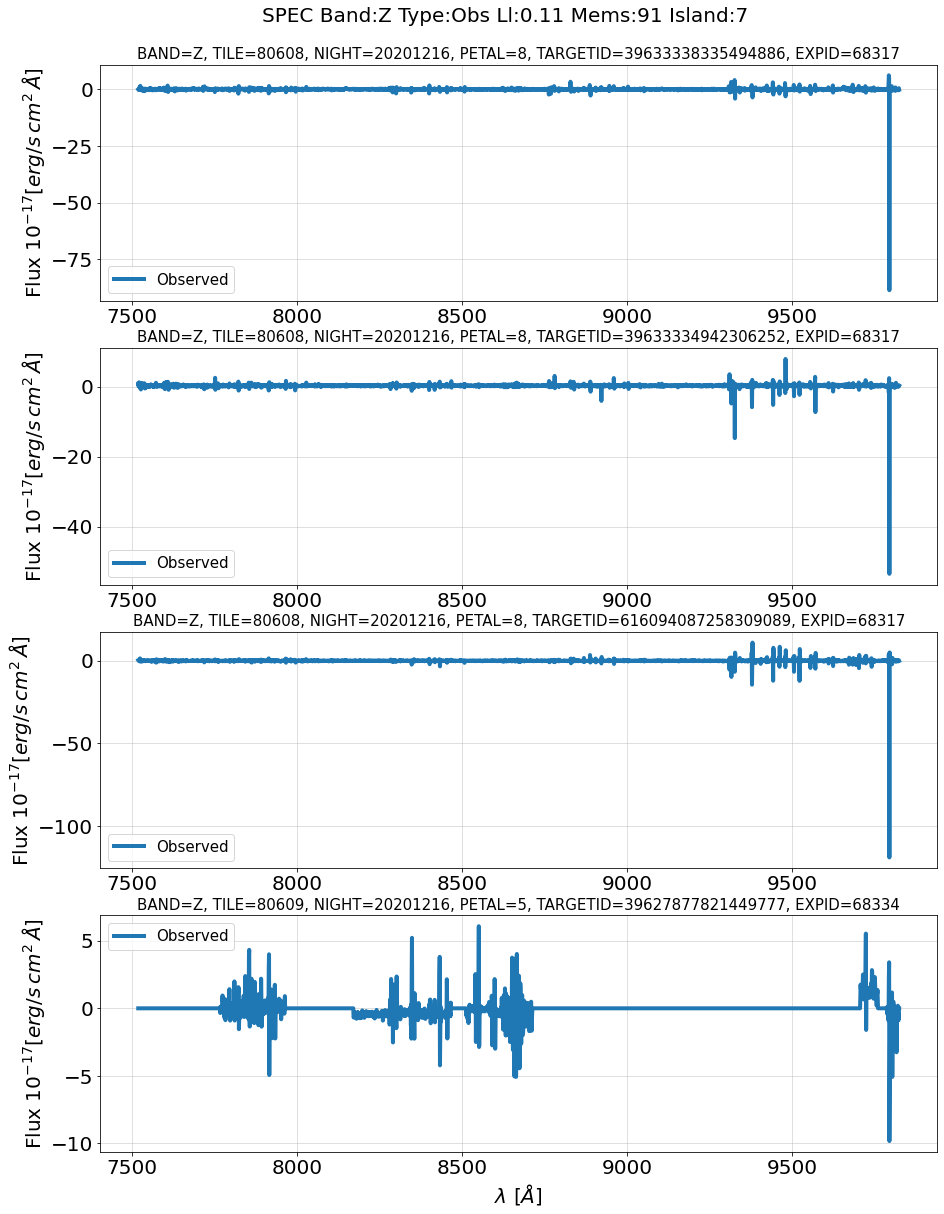 SPEC Band:Z Type:Obs Ll:0.11 Mems:91 Island:7
BAND=Z, TILE=80608, NIGHT=20201216, PETAL=8, TARGETID=39633338335494886, EXPID=68317
Flux 10⁻¹⁷[erg/s cm² Å]
0
−25
−50
−75
Observed
7500 8000 8500 9000 9500
BAND=Z, TILE=80608, NIGHT=20201216, PETAL=8, TARGETID=39633334942306252, EXPID=68317
Flux 10⁻¹⁷[erg/s cm² Å]
0
−20
−40
Observed
7500 8000 8500 9000 9500
BAND=Z, TILE=80608, NIGHT=20201216, PETAL=8, TARGETID=616094087258309089, EXPID=68317
Flux 10⁻¹⁷[erg/s cm² Å]
0
−50
−100
Observed
7500 8000 8500 9000 9500
BAND=Z, TILE=80609, NIGHT=20201216, PETAL=5, TARGETID=39627877821449777, EXPID=68334
Flux 10⁻¹⁷[erg/s cm² Å]
Observed
5
0
−5
−10
7500 8000 8500 9000 9500
λ [Å]